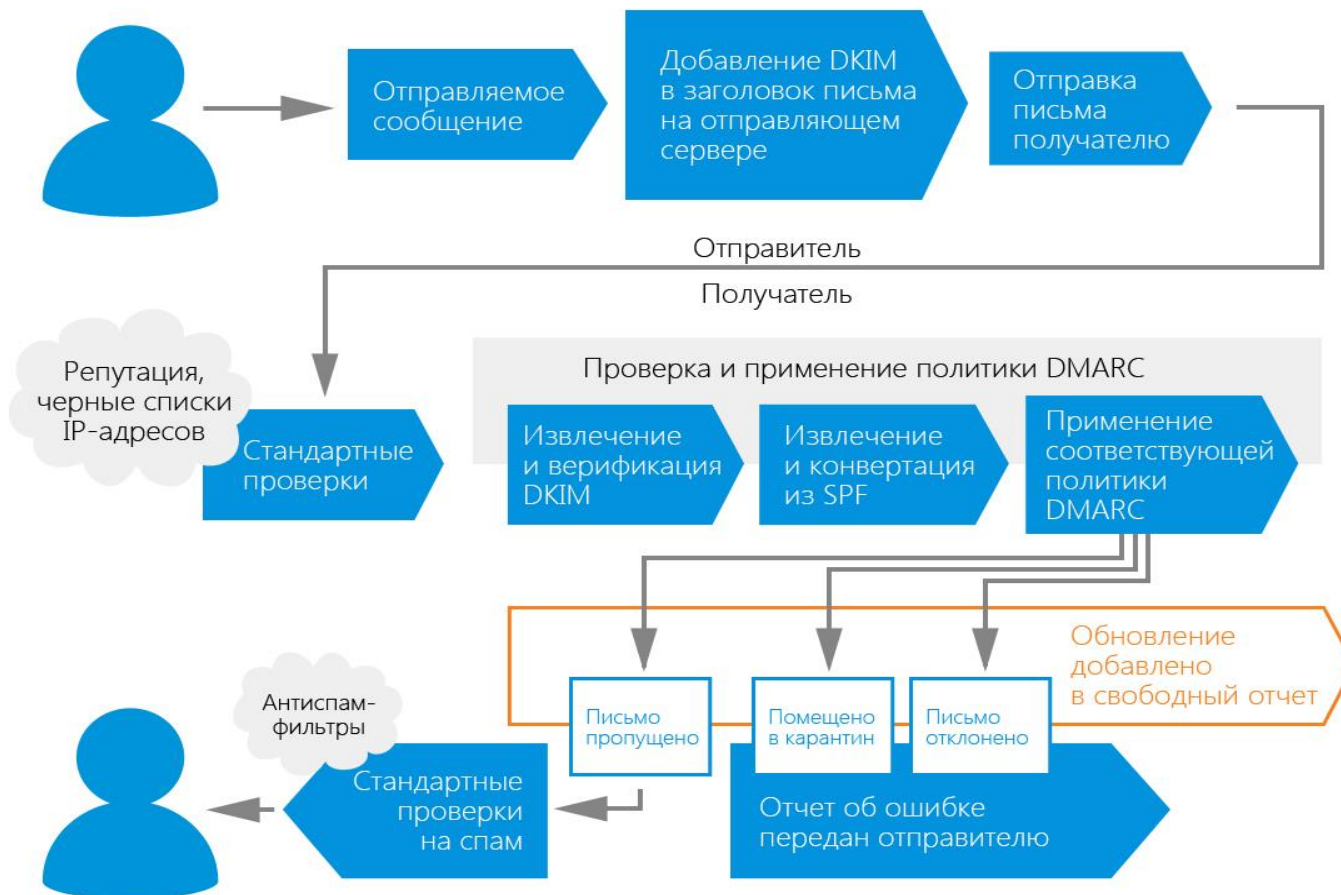 Отправляемое
сообщение
Добавление DKIM
в заголовок письма
на отправляющем
сервере
Отправка
письма
получателю
Отправитель
Получатель
Репутация,
черные списки
IP-адресов
Стандартные
проверки
Проверка и применение политики DMARC
Извлечение
и верификация
DKIM
Извлечение
и конвертация
из SPF
Применение
соответствующей
политики
DMARC
Обновление
добавлено
в свободный отчет
Письмо
пропущено
Помещено
в карантин
Письмо
отклонено
Антиспам-
фильтры
Стандартные
проверки
на спам
Отчет об ошибке
передан отправителю